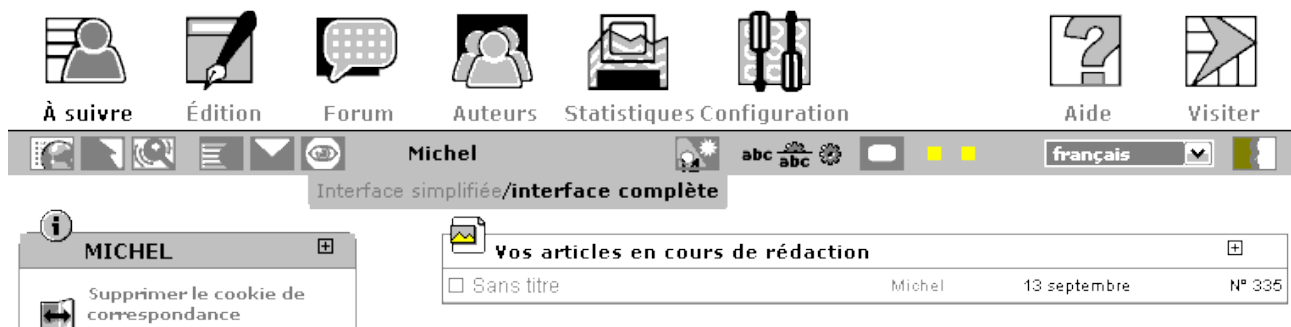 À suivre Édition Forum Auteurs Statistiques Configuration Aide Visiter
Michel abc abc français
Interface simplifiée/interface complète
MICHEL
Vos articles en cours de rédaction
Sans titre Michel 13 septembre N° 335
Supprimer le cookie de
correspondance